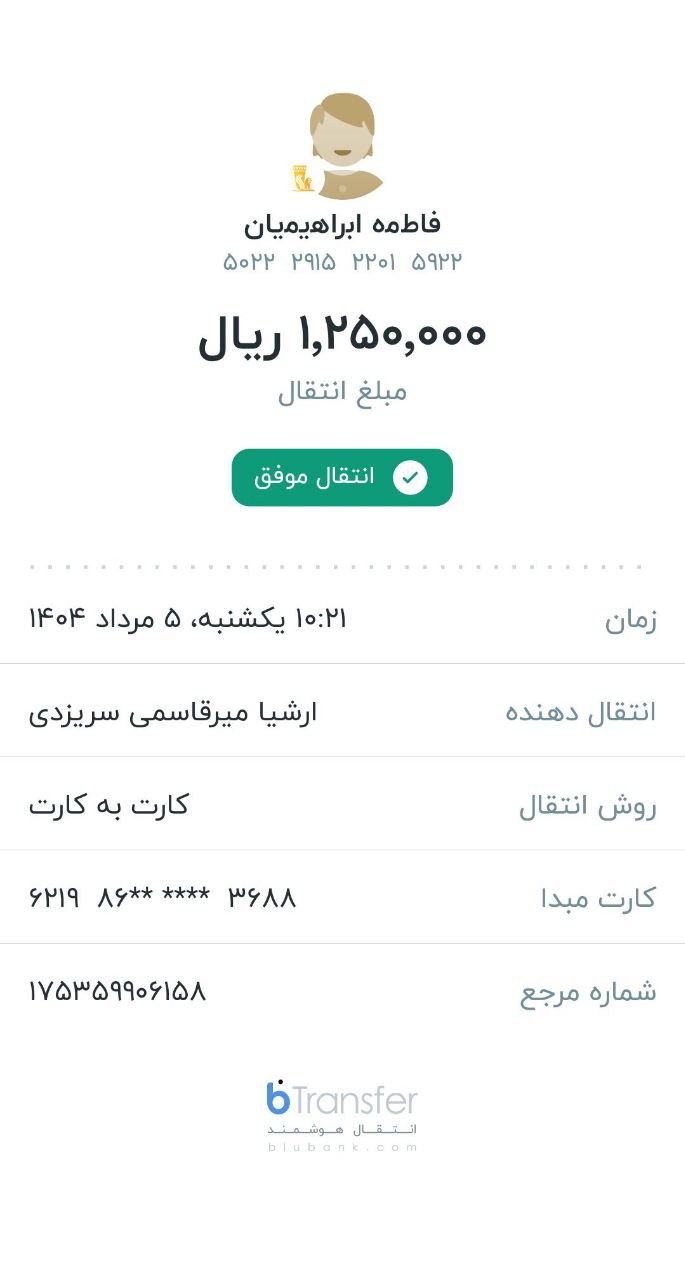 فاطمه ابراهیمیان
۵۰۲۲ ۲۹۱۵ ۲۲۰۱ ۵۹۲۲
۱,۲۵۰,۰۰۰ ریال
مبلغ انتقال
انتقال موفق
زمان ۱۰:۲۱ یکشنبه، ۵ مرداد ۱۴۰۴
انتقال دهنده ارشیا میرقاسمی سریزدی
روش انتقال کارت به کارت
کارت مبدا ۶۲۱۹ ۸۶** **** ۳۶۸۸
شماره مرجع ۱۷۵۳۵۹۹۰۶۱۵۸
bTransfer
انـتـقـال هـوشـمـنـد
blubank.com